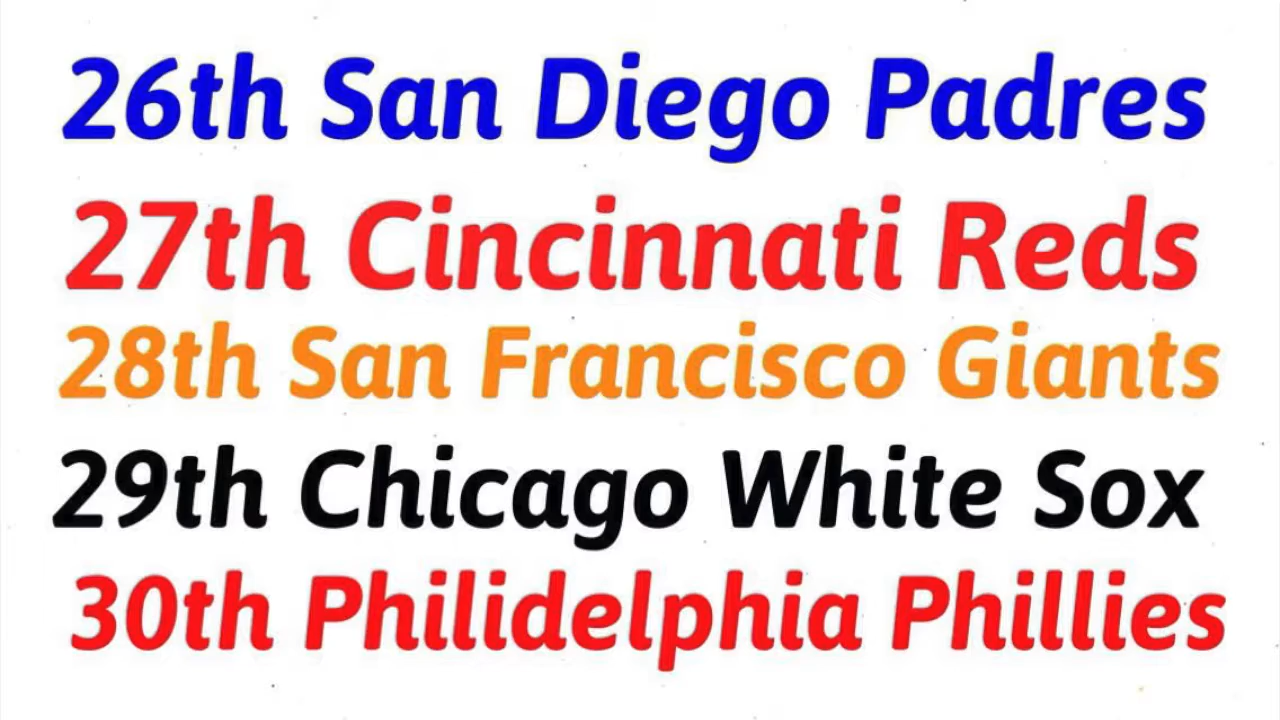 26th San Diego Padres
27th Cincinnati Reds
28th San Francisco Giants
29th Chicago White Sox
30th Philidelphia Phillies